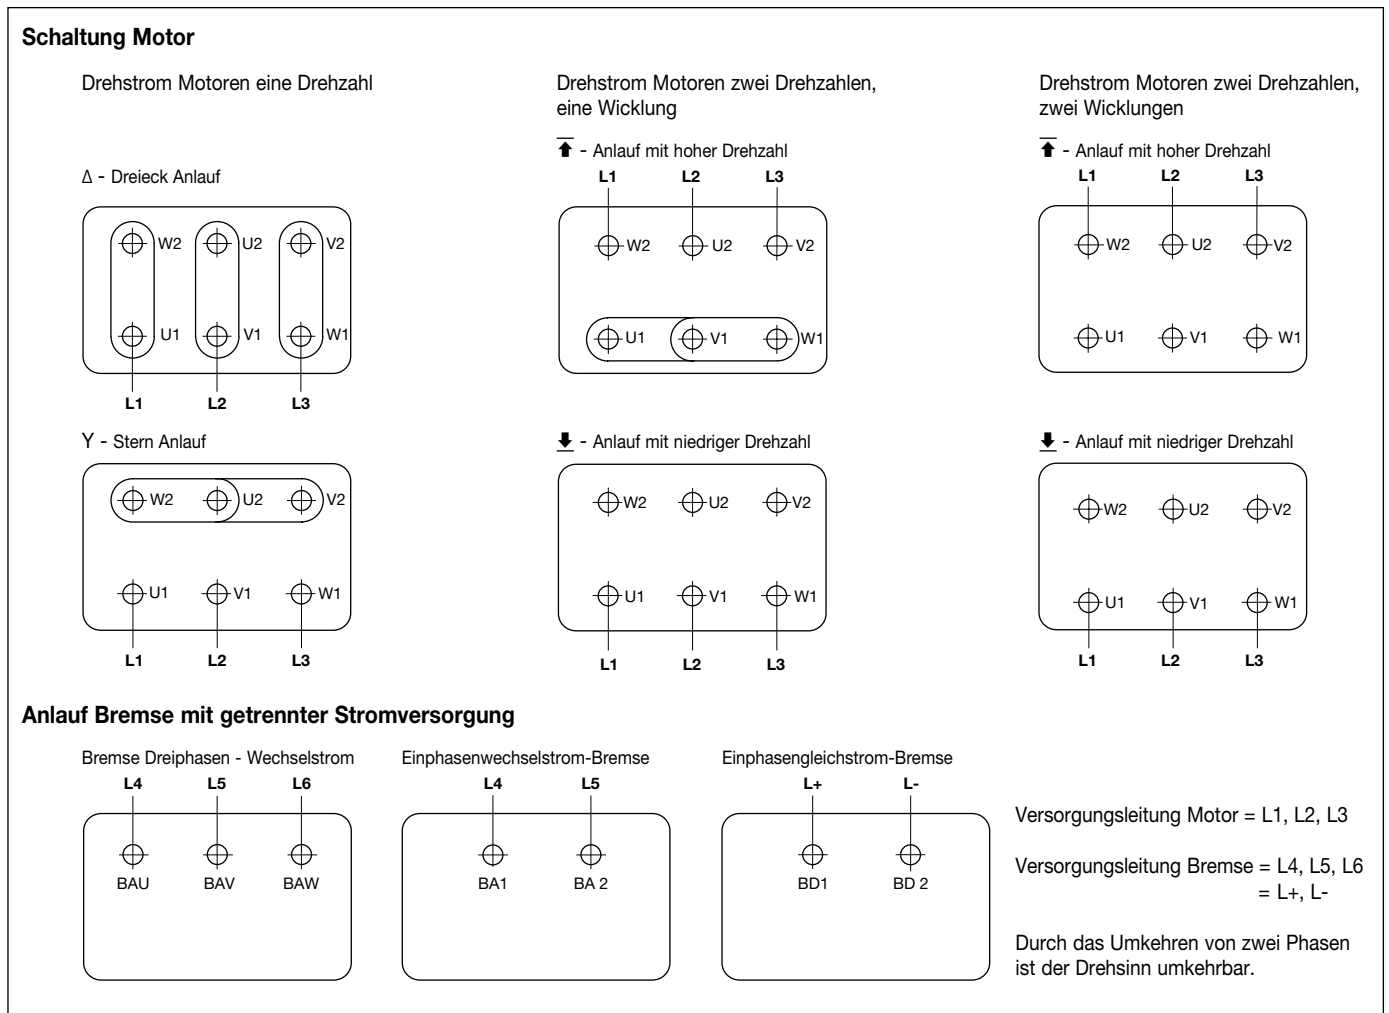 Schaltung Motor
Drehstrom Motoren eine Drehzahl
Δ - Dreieck Anlauf
W2 U2 V2
U1 V1 W1
L1 L2 L3
Y - Stern Anlauf
W2 U2 V2
U1 V1 W1
L1 L2 L3
Drehstrom Motoren zwei Drehzahlen,
eine Wicklung
- Anlauf mit hoher Drehzahl
L1 L2 L3
W2 U2 V2
U1 V1 W1
- Anlauf mit niedriger Drehzahl
W2 U2 V2
U1 V1 W1
L1 L2 L3
Drehstrom Motoren zwei Drehzahlen,
zwei Wicklungen
- Anlauf mit hoher Drehzahl
L1 L2 L3
W2 U2 V2
U1 V1 W1
- Anlauf mit niedriger Drehzahl
W2 U2 V2
U1 V1 W1
L1 L2 L3
Anlauf Bremse mit getrennter Stromversorgung
Bremse Dreiphasen - Wechselstrom
L4 L5 L6
BAU BAV BAW
Einphasenwechselstrom-Bremse
L4 L5
BA1 BA 2
Einphasengleichstrom-Bremse
L+ L-
BD1 BD 2
Versorgungsleitung Motor = L1, L2, L3
Versorgungsleitung Bremse = L4, L5, L6
= L+, L-
Durch das Umkehren von zwei Phasen
ist der Drehsinn umkehrbar.